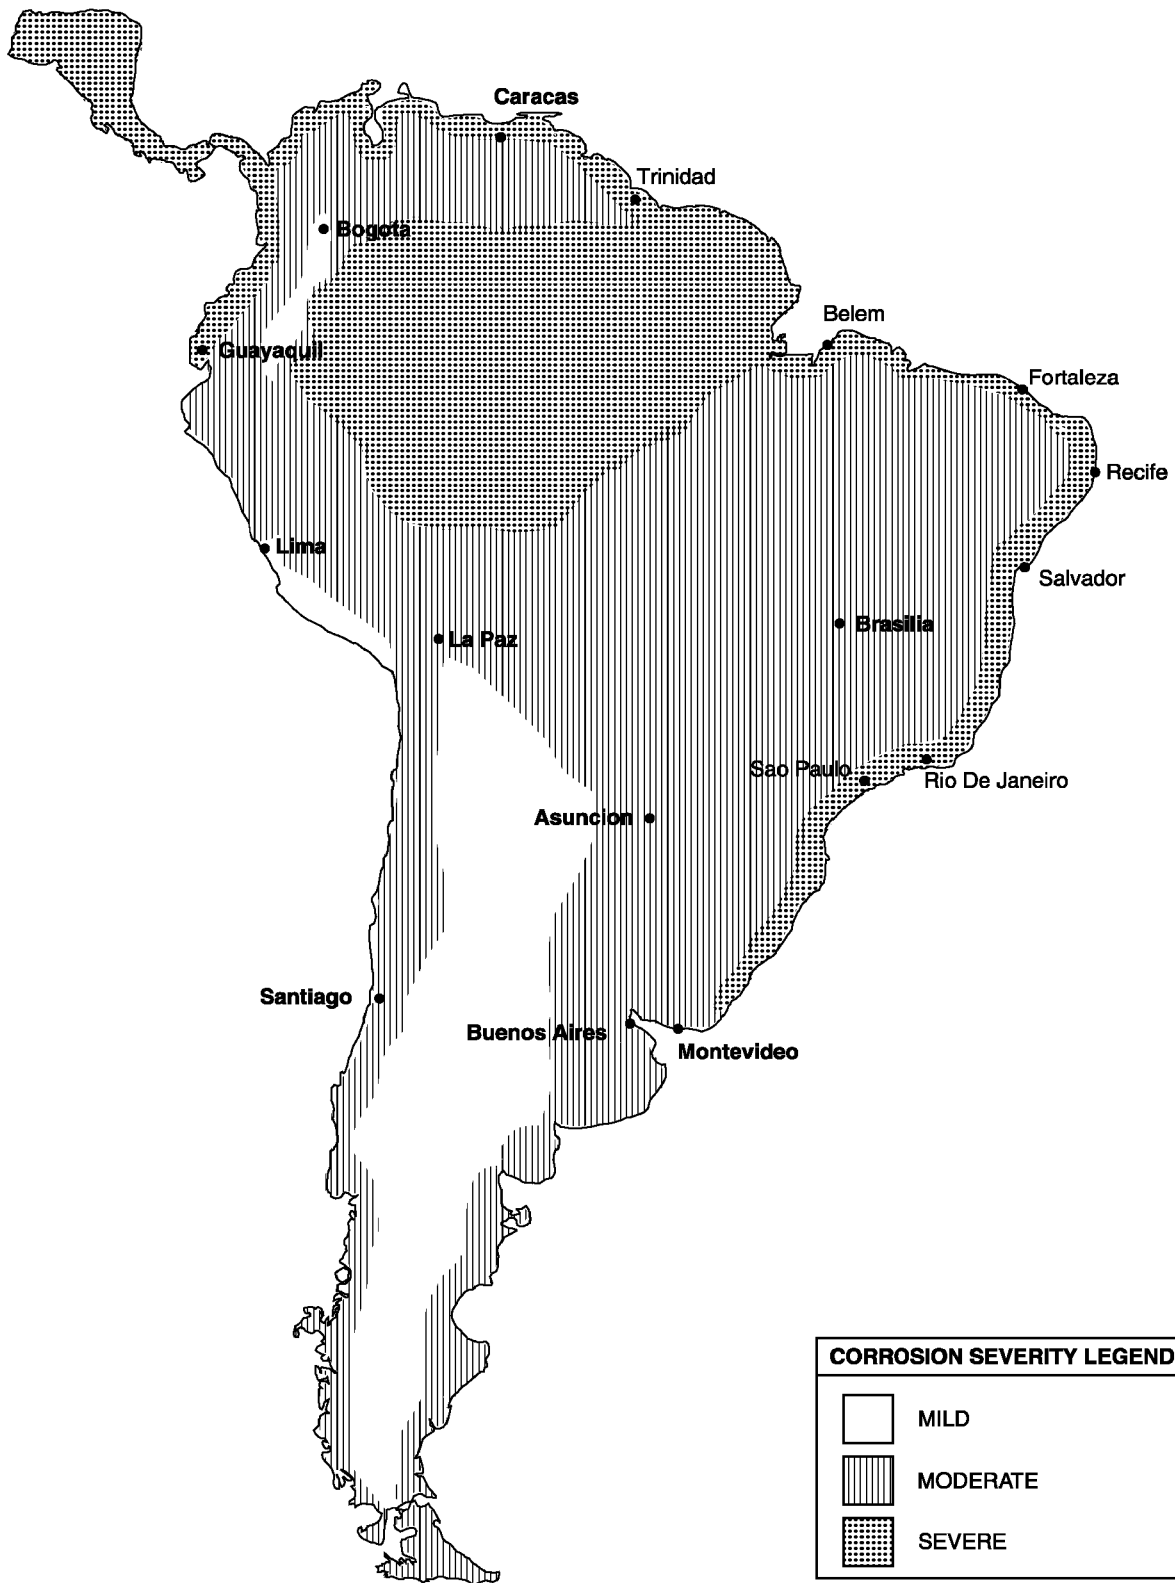 Caracas
Trinidad
Bogota
Belem
Guayaquil
Fortaleza
Recife
Lima
Salvador
Brasilia
La Paz
Sao Paulo
Rio De Janeiro
Asuncion
Santiago
Buenos Aires
Montevideo
CORROSION SEVERITY LEGEND
MILD
MODERATE
SEVERE